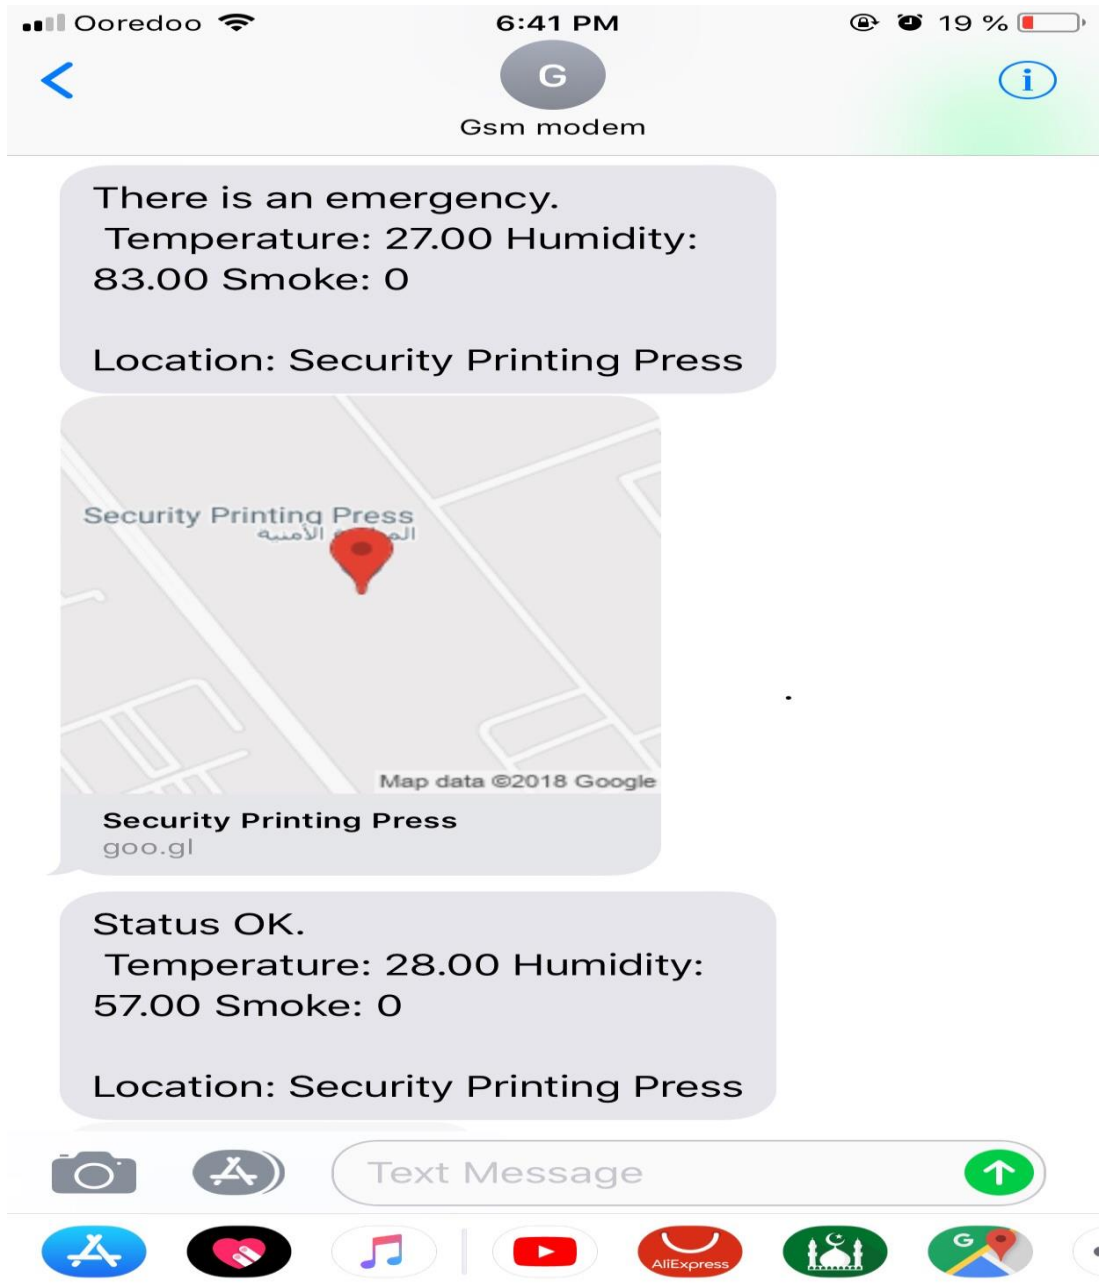 Ooredoo 6:41 PM 19 %
G
Gsm modem
There is an emergency.
Temperature: 27.00 Humidity:
83.00 Smoke: 0
Location: Security Printing Press
Security Printing Press
الأمنية
Map data ©2018 Google
Security Printing Press
goo.gl
Status OK.
Temperature: 28.00 Humidity:
57.00 Smoke: 0
Location: Security Printing Press
Text Message
AliExpress
G